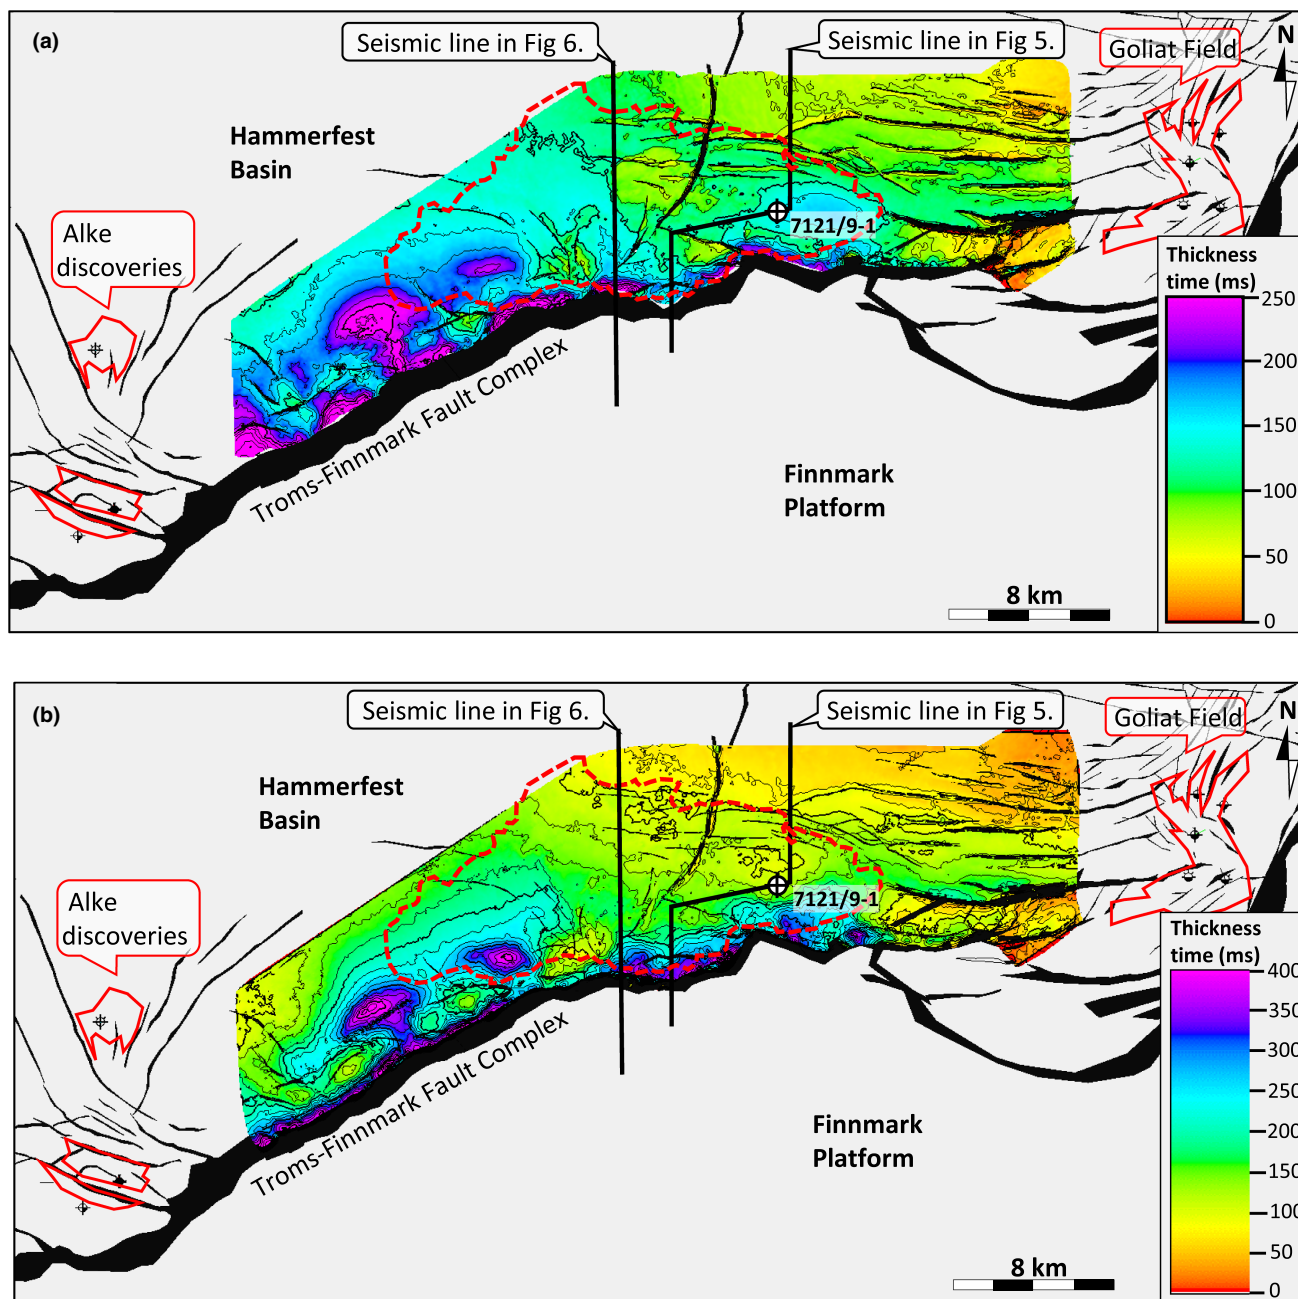 (a)
Seismic line in Fig 6.
Seismic line in Fig 5.
Goliat Field
N
Hammerfest
Basin
7121/9-1
Alke
discoveries
Thickness
time (ms)
250
200
150
100
50
0
Troms-Finnmark Fault Complex
Finnmark
Platform
8 km
(b)
Seismic line in Fig 6.
Seismic line in Fig 5.
Goliat Field
N
Hammerfest
Basin
7121/9-1
Alke
discoveries
Thickness
time (ms)
400
350
300
250
200
150
100
50
0
Troms-Finnmark Fault Complex
Finnmark
Platform
8 km